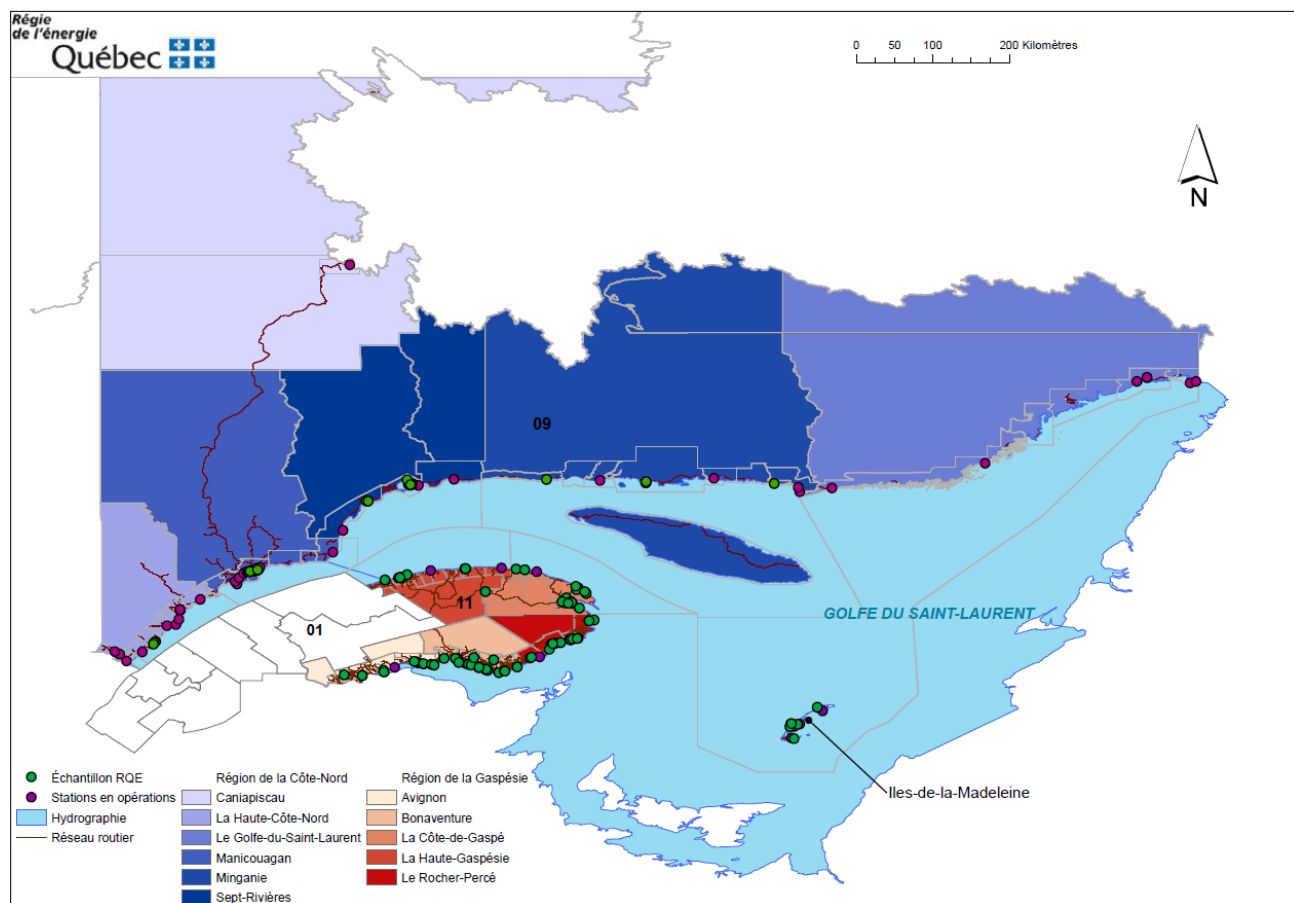 Régie
de l'énergie
Québec
0 50 100 200 Kilomètres
N
09
11
01
GOLFE DU SAINT-LAURENT
Iles-de-la-Madeleine
Échantillon RQE
Stations en opérations
Hydrographie
Réseau routier
Région de la Côte-Nord
Caniapiscau
La Haute-Côte-Nord
Le Golfe-du-Saint-Laurent
Manicouagan
Minganie
Sept-Rivières
Région de la Gaspésie
Avignon
Bonaventure
La Côte-de-Gaspé
La Haute-Gaspésie
Le Rocher-Percé